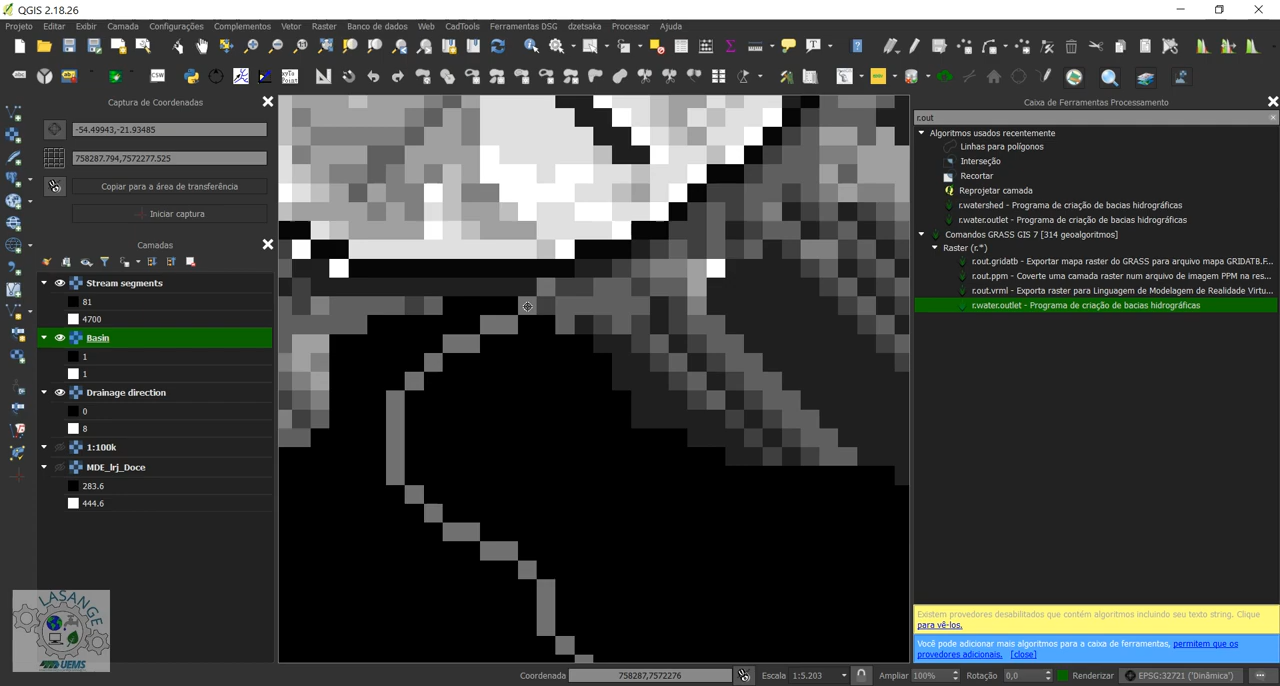 QGIS 2.18.26
Projeto Editar Exibir Camada Configurações Complementos Vetor Raster Banco de dados Web CadTools Ferramentas DSG dzetsaka Processar Ajuda
Captura de Coordenadas
-54.49943,-21.93485
758287.794,7572277.525
Copiar para a área de transferência
Iniciar captura
Camadas
Stream segments
81
4700
Basin
1
1
Drainage direction
0
8
1:100k
MDE_lrj_Doce
283.6
444.6
LASANGE
UEMS
Caixa de Ferramentas Processamento
r.out
Algoritmos usados recentemente
Linhas para polígonos
Interseção
Recortar
Reprojetar camada
r.watershed - Programa de criação de bacias hidrográficas
r.water.outlet - Programa de criação de bacias hidrográficas
Comandos GRASS GIS 7 [314 geoalgoritmos]
Raster (r.*)
r.out.gridatb - Exportar mapa raster do GRASS para arquivo mapa GRIDATB.F...
r.out.ppm - Coverte uma camada raster num arquivo de imagem PPM na res...
r.out.vrml - Exporta raster para Linguagem de Modelagem de Realidade Virtu...
r.water.outlet - Programa de criação de bacias hidrográficas
Existem provedores desabilitados que contém algoritmos incluindo seu texto string. Clique
para vê-los.
Você pode adicionar mais algoritmos para a caixa de ferramentas, permitem que os
provedores adicionais. [close]
Coordenada 758287,7572276 Escala 1:5.203 Ampliar 100% Rotação 0,0 Renderizar EPSG:32721 ('Dinâmica')